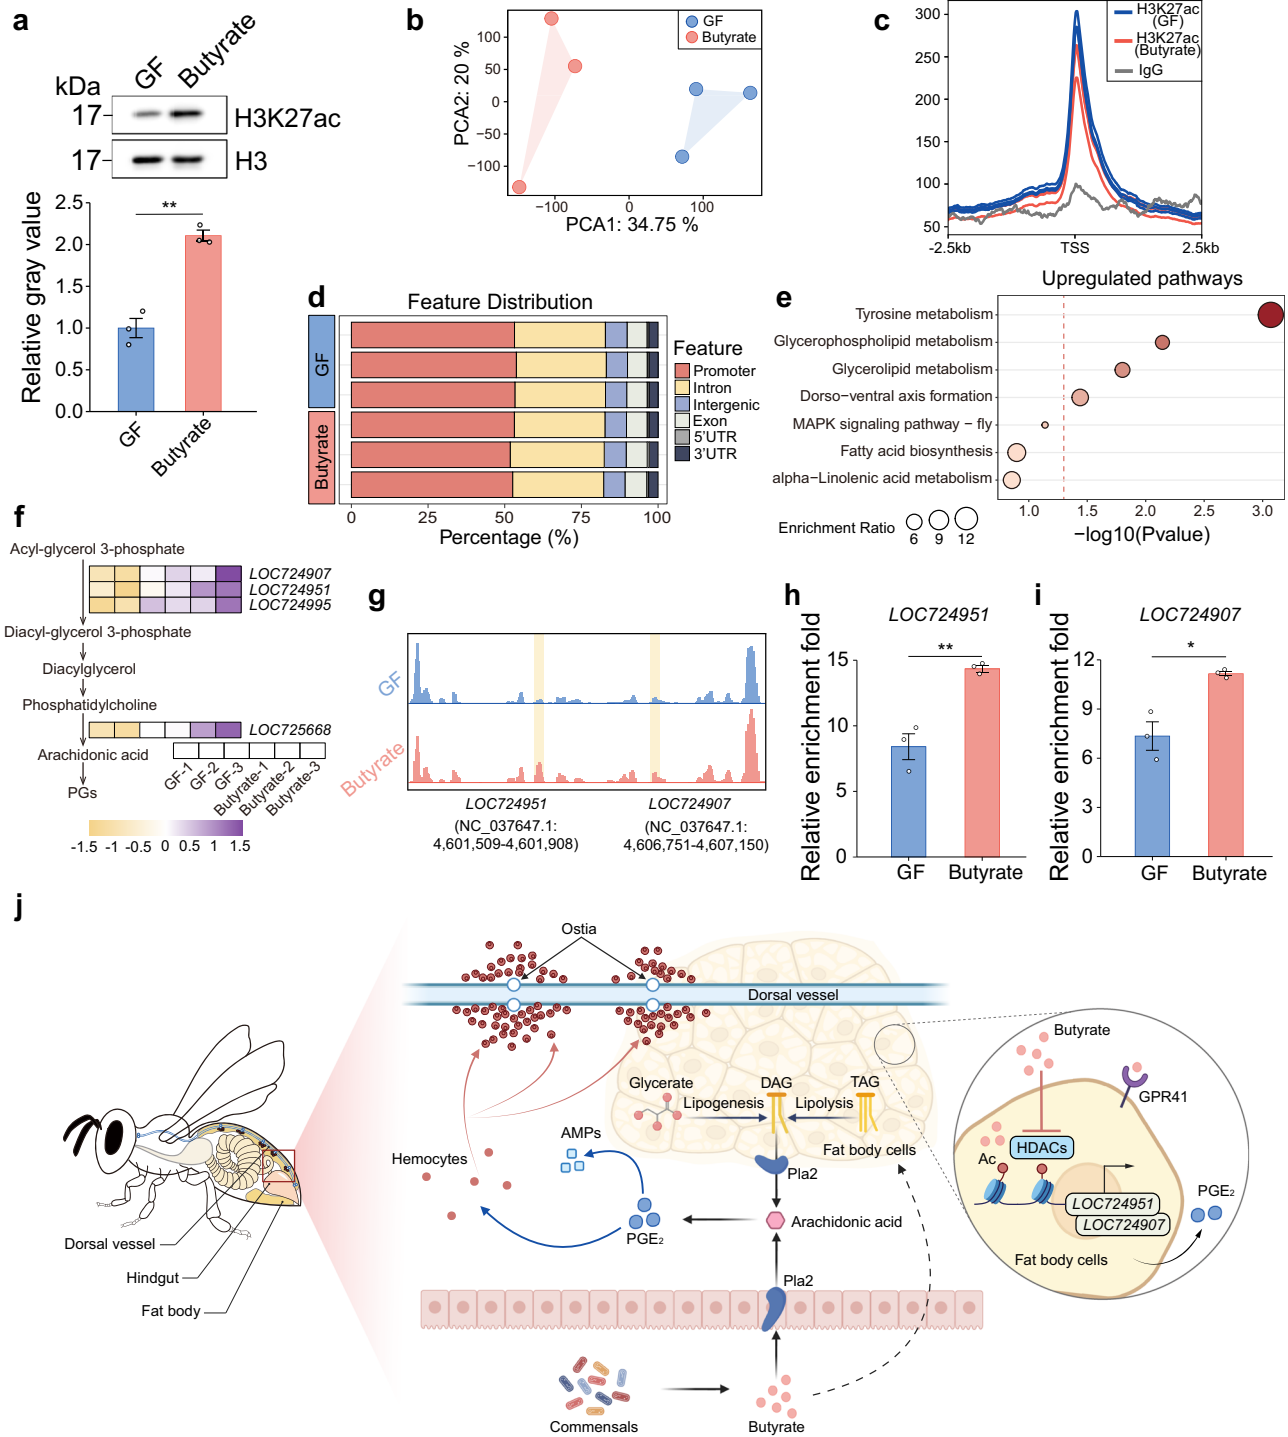 a
GF
Butyrate
kDa
17
H3K27ac
17
H3
**
Relative gray value
2.5
2.0
1.5
1.0
0.5
0.0
GF
Butyrate
b
PCA2: 20 %
100
50
0
−50
−100
GF
Butyrate
−100
0
100
PCA1: 34.75 %
c
300
250
200
150
100
50
H3K27ac
(GF)
H3K27ac
(Butyrate)
IgG
-2.5kb
TSS
2.5kb
d
Feature Distribution
GF
Butyrate
0
25
50
75
100
Percentage (%)
Feature
Promoter
Intron
Intergenic
Exon
5'UTR
3'UTR
e
Upregulated pathways
Tyrosine metabolism
Glycerophospholipid metabolism
Glycerolipid metabolism
Dorso−ventral axis formation
MAPK signaling pathway − fly
Fatty acid biosynthesis
alpha−Linolenic acid metabolism
1.0
1.5
2.0
2.5
3.0
−log10(Pvalue)
Enrichment Ratio
6
9
12
f
Acyl-glycerol 3-phosphate
LOC724907
LOC724951
LOC724995
Diacyl-glycerol 3-phosphate
Diacylglycerol
Phosphatidylcholine
LOC725668
Arachidonic acid
PGs
GF-1
GF-2
GF-3
Butyrate-1
Butyrate-2
Butyrate-3
-1.5
-1
-0.5
0
0.5
1
1.5
g
GF
Butyrate
LOC724951
(NC_037647.1:
4,601,509-4,601,908)
LOC724907
(NC_037647.1:
4,606,751-4,607,150)
h
LOC724951
**
Relative enrichment fold
15
10
5
0
GF
Butyrate
i
LOC724907
*
Relative enrichment fold
12
9
6
3
0
GF
Butyrate
j
Ostia
Dorsal vessel
Glycerate
DAG
TAG
Lipogenesis
Lipolysis
Fat body cells
AMPs
Hemocytes
Pla2
PGE2
Arachidonic acid
Pla2
Commensals
Butyrate
Dorsal vessel
Hindgut
Fat body
Butyrate
GPR41
HDACs
Ac
LOC724951
LOC724907
PGE2
Fat body cells